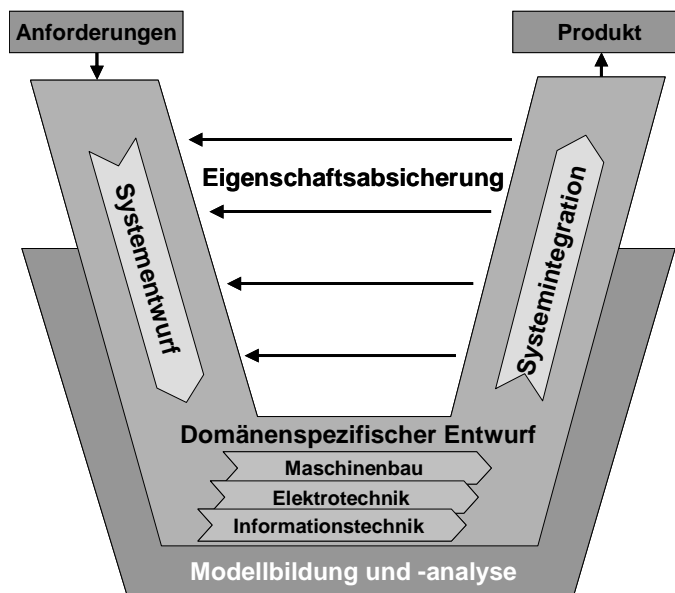 Anforderungen
Produkt
Eigenschaftsabsicherung
Systementwurf
Systemintegration
Domänenspezifischer Entwurf
Maschinenbau
Elektrotechnik
Informationstechnik
Modellbildung und -analyse